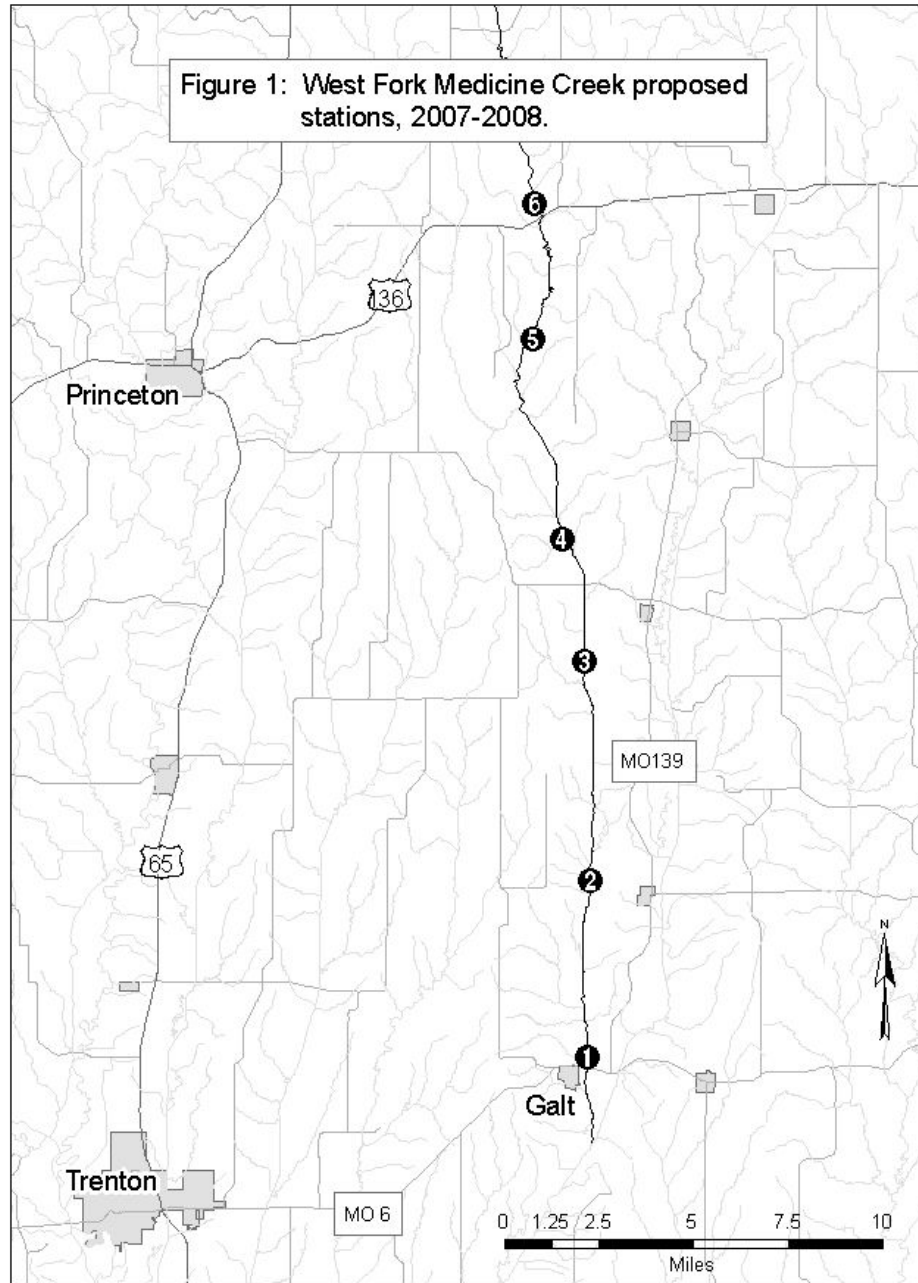 Figure 1: West Fork Medicine Creek proposed
stations, 2007-2008.
6
136
5
Princeton
4
3
MO139
65
2
N
1
Galt
Trenton
MO 6
0 1.25 2.5 5 7.5 10
Miles